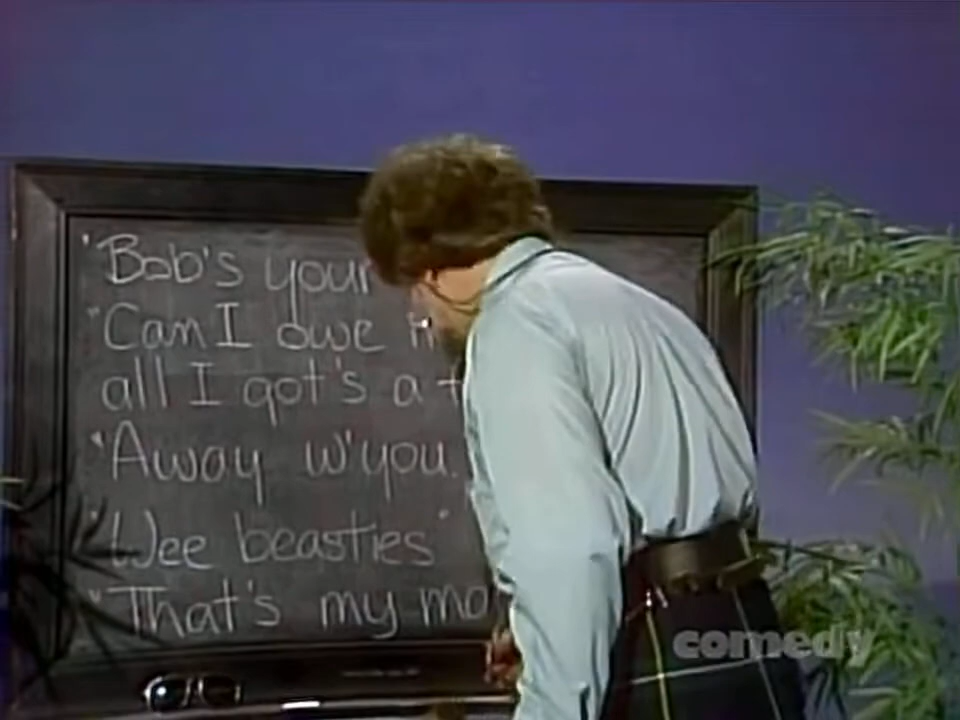 "Bob's your
"Can I owe
all I got's a
"Away w'you.
"Wee beasties"
"That's my
comedy